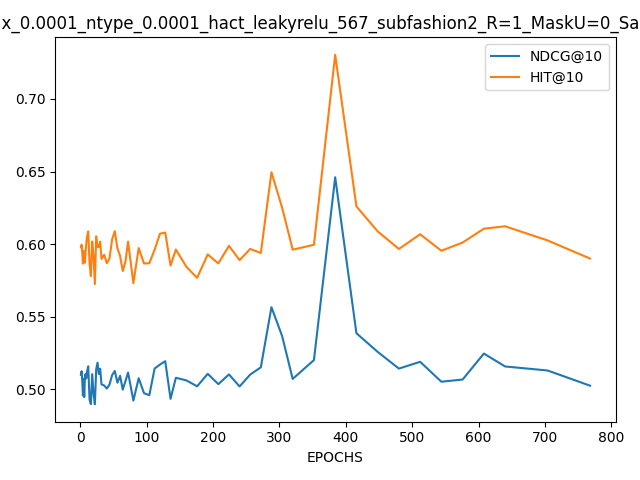 x_0.0001_ntype_0.0001_hact_leakyrelu_567_subfashion2_R=1_MaskU=0_Sa
NDCG@10
HIT@10
0.70
0.65
0.60
0.55
0.50
0 100 200 300 400 500 600 700 800
EPOCHS